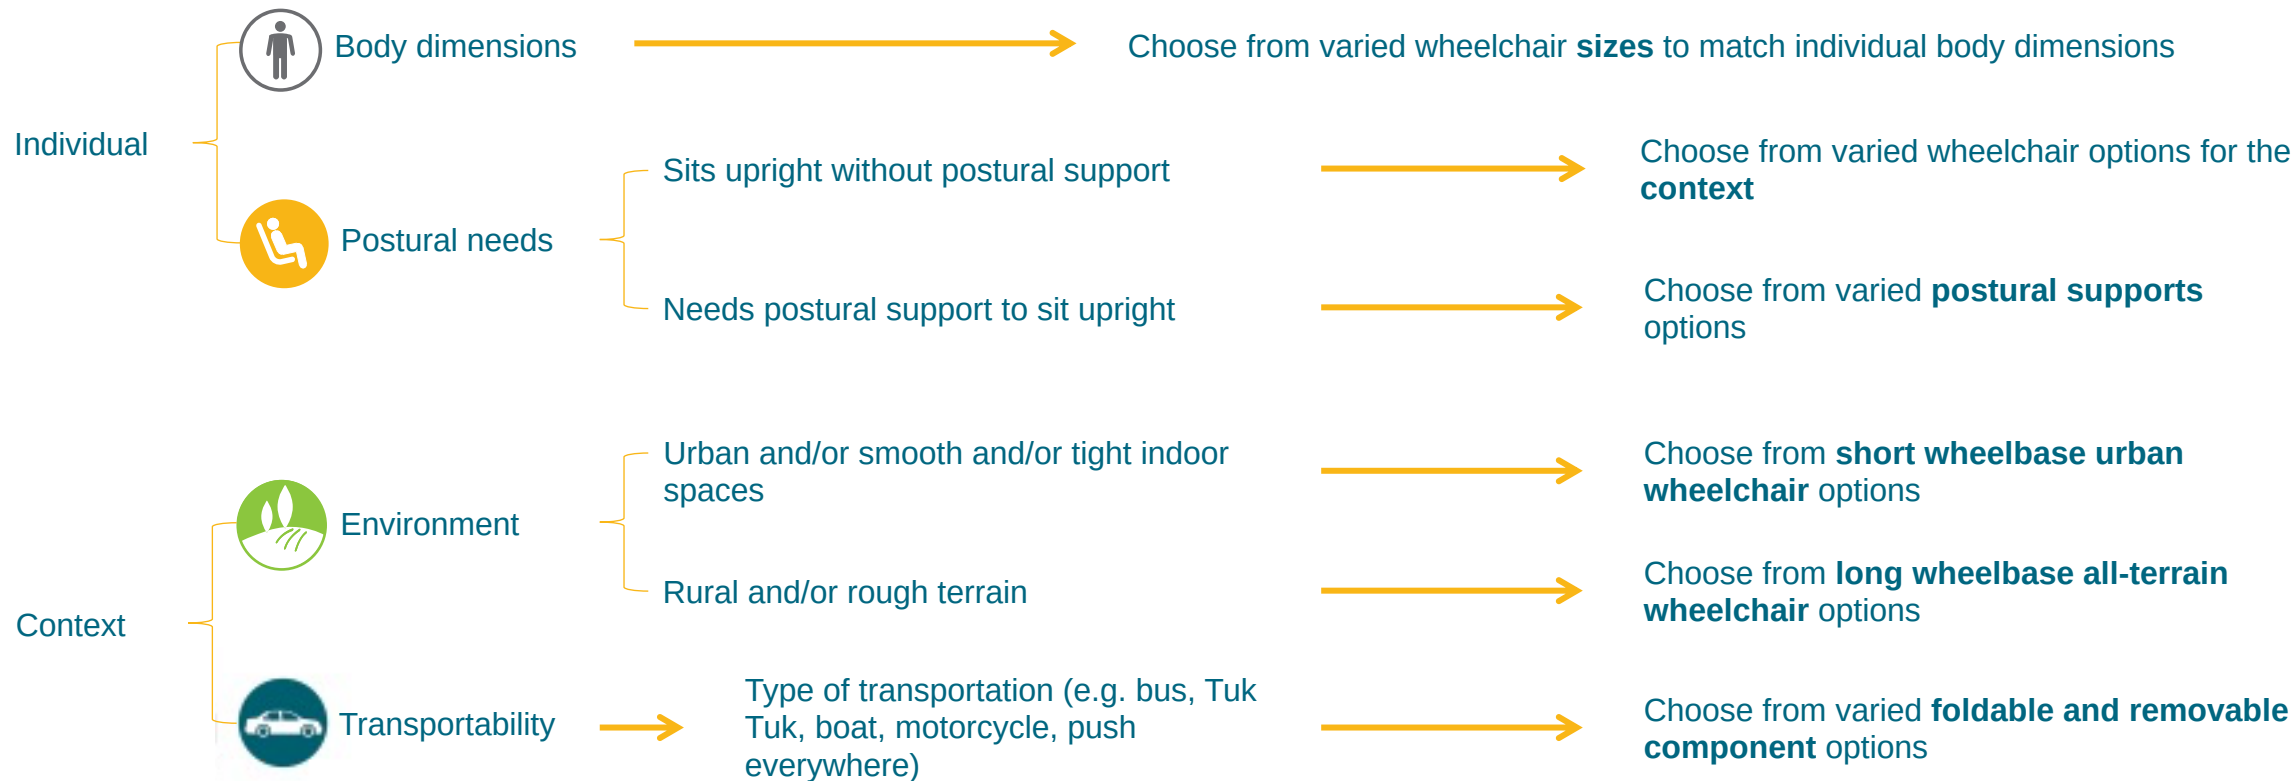 Body dimensions
Choose from varied wheelchair sizes to match individual body dimensions
Individual
Sits upright without postural support
Choose from varied wheelchair options for the
context
Postural needs
Needs postural support to sit upright
Choose from varied postural supports
options
Urban and/or smooth and/or tight indoor
spaces
Choose from short wheelbase urban
wheelchair options
Environment
Rural and/or rough terrain
Choose from long wheelbase all-terrain
wheelchair options
Context
Transportability
Type of transportation (e.g. bus, Tuk
Tuk, boat, motorcycle, push
everywhere)
Choose from varied foldable and removable
component options